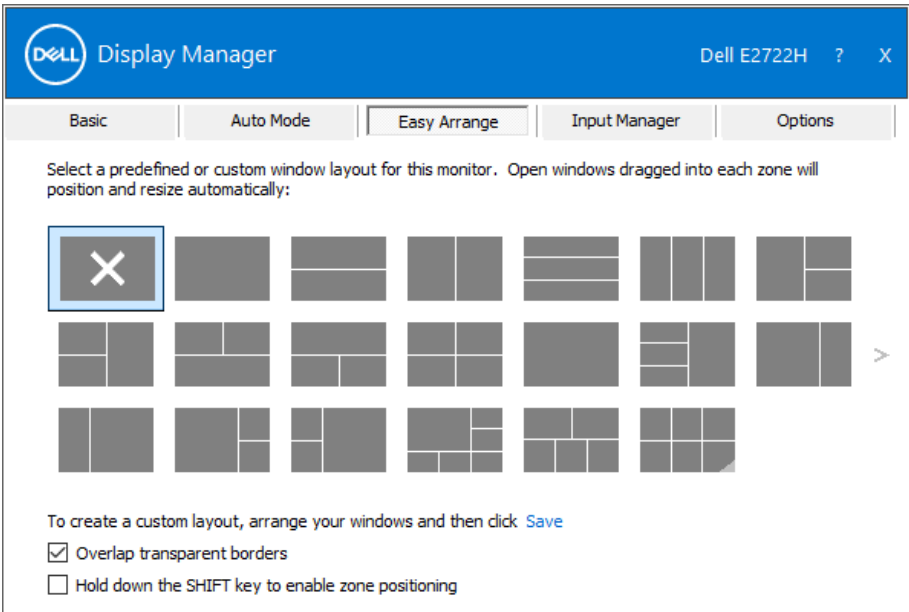 DELL Display Manager Dell E2722H ? X
Basic Auto Mode Easy Arrange Input Manager Options
Select a predefined or custom window layout for this monitor. Open windows dragged into each zone will
position and resize automatically:
>
To create a custom layout, arrange your windows and then click Save
Overlap transparent borders
Hold down the SHIFT key to enable zone positioning